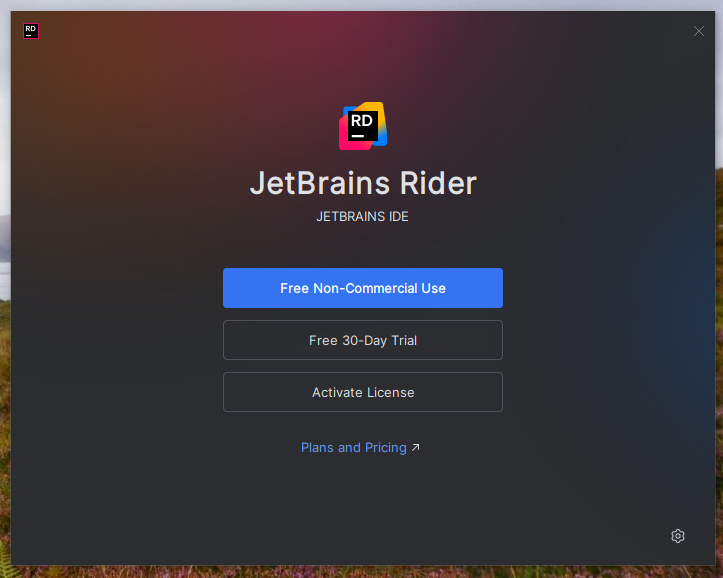 RD
RD
JetBrains Rider
JETBRAINS IDE
Free Non-Commercial Use
Free 30-Day Trial
Activate License
Plans and Pricing ↗